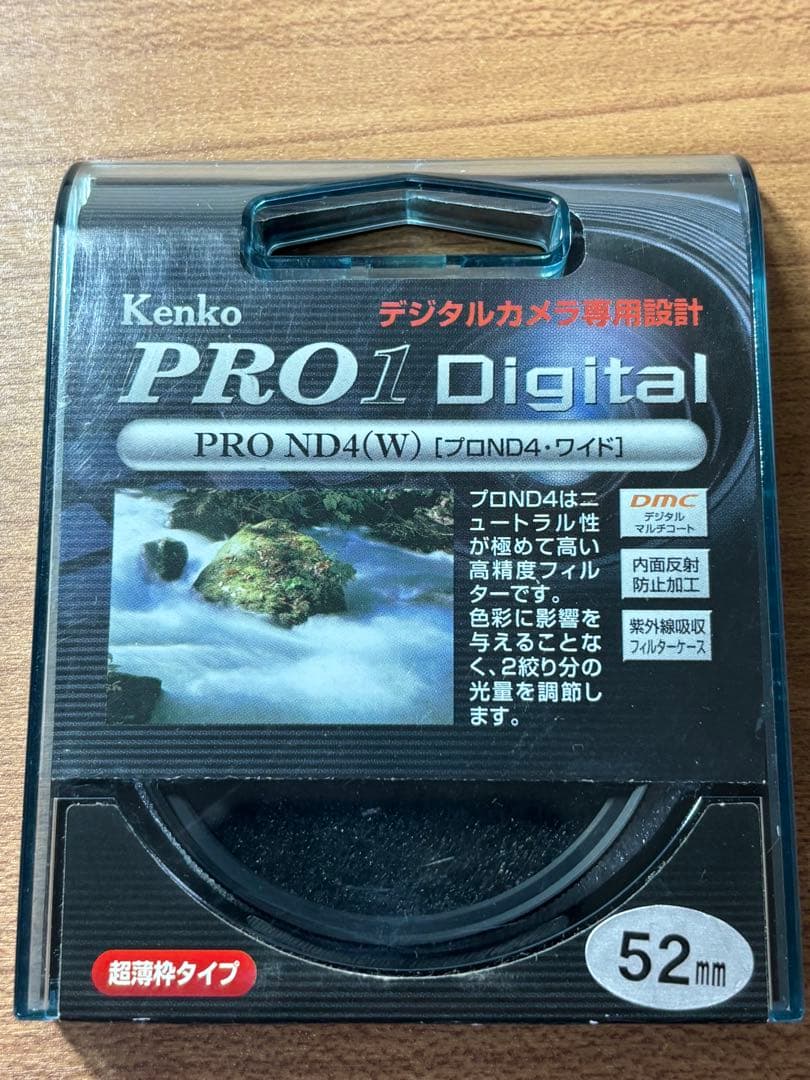 Kenko
デジタルカメラ専用設計
PRO1 Digital
PRO ND4(W) [プロND4・ワイド]
プロND4はニ
ュートラル性
が極めて高い
高精度フィル
ターです。
色彩に影響を
与えることな
く、2絞り分の
光量を調節し
ます。
DMC
デジタル
マルチコート
内面反射
防止加工
紫外線吸収
フィルターケース
超薄枠タイプ
52mm